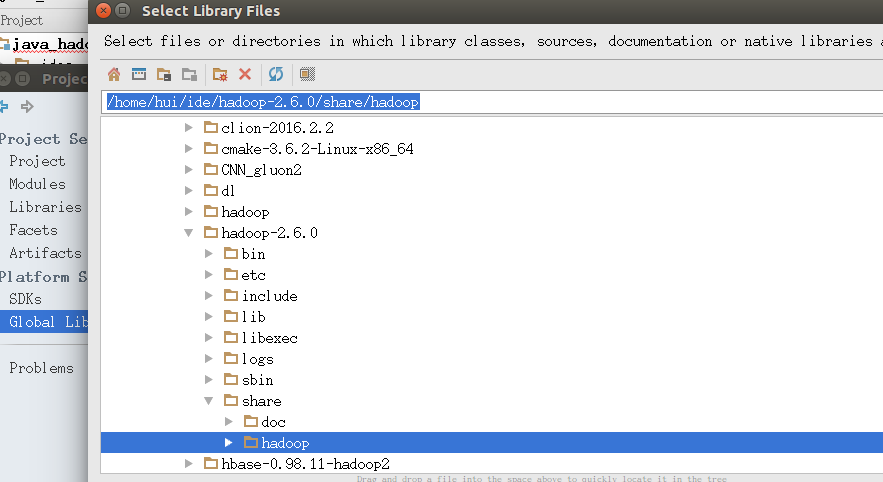 Select Library Files
Project
Select files or directories in which library classes, sources, documentation or native libraries a
java_hado
Projec
/home/hui/ide/hadoop-2.6.0/share/hadoop
clion-2016.2.2
cmake-3.6.2-Linux-x86_64
Project Se
Project
CNN_gluon2
Modules
dl
Libraries
hadoop
Facets
hadoop-2.6.0
Artifacts
bin
Platform S
etc
SDKs
include
Global Lib
lib
libexec
Problems
logs
sbin
share
doc
hadoop
hbase-0.98.11-hadoop2
Drag and drop a file into the space above to quickly locate it in the tree